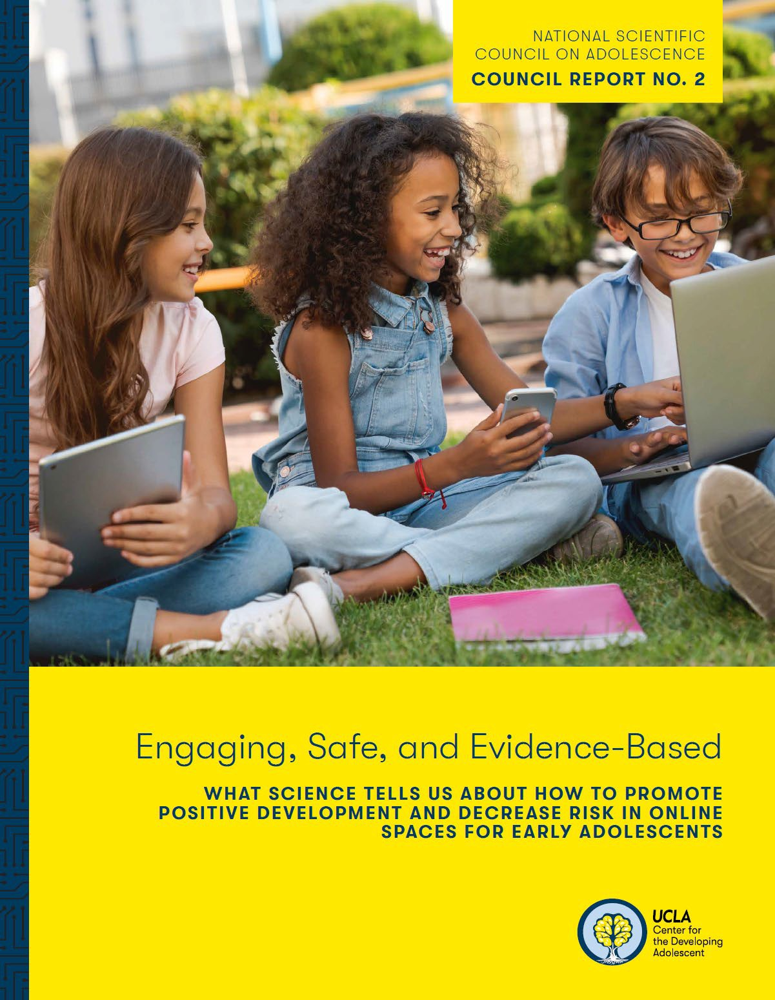 NATIONAL SCIENTIFIC
COUNCIL ON ADOLESCENCE
COUNCIL REPORT NO. 2
Engaging, Safe, and Evidence-Based
WHAT SCIENCE TELLS US ABOUT HOW TO PROMOTE
POSITIVE DEVELOPMENT AND DECREASE RISK IN ONLINE
SPACES FOR EARLY ADOLESCENTS
UCLA
Center for
the Developing
Adolescent